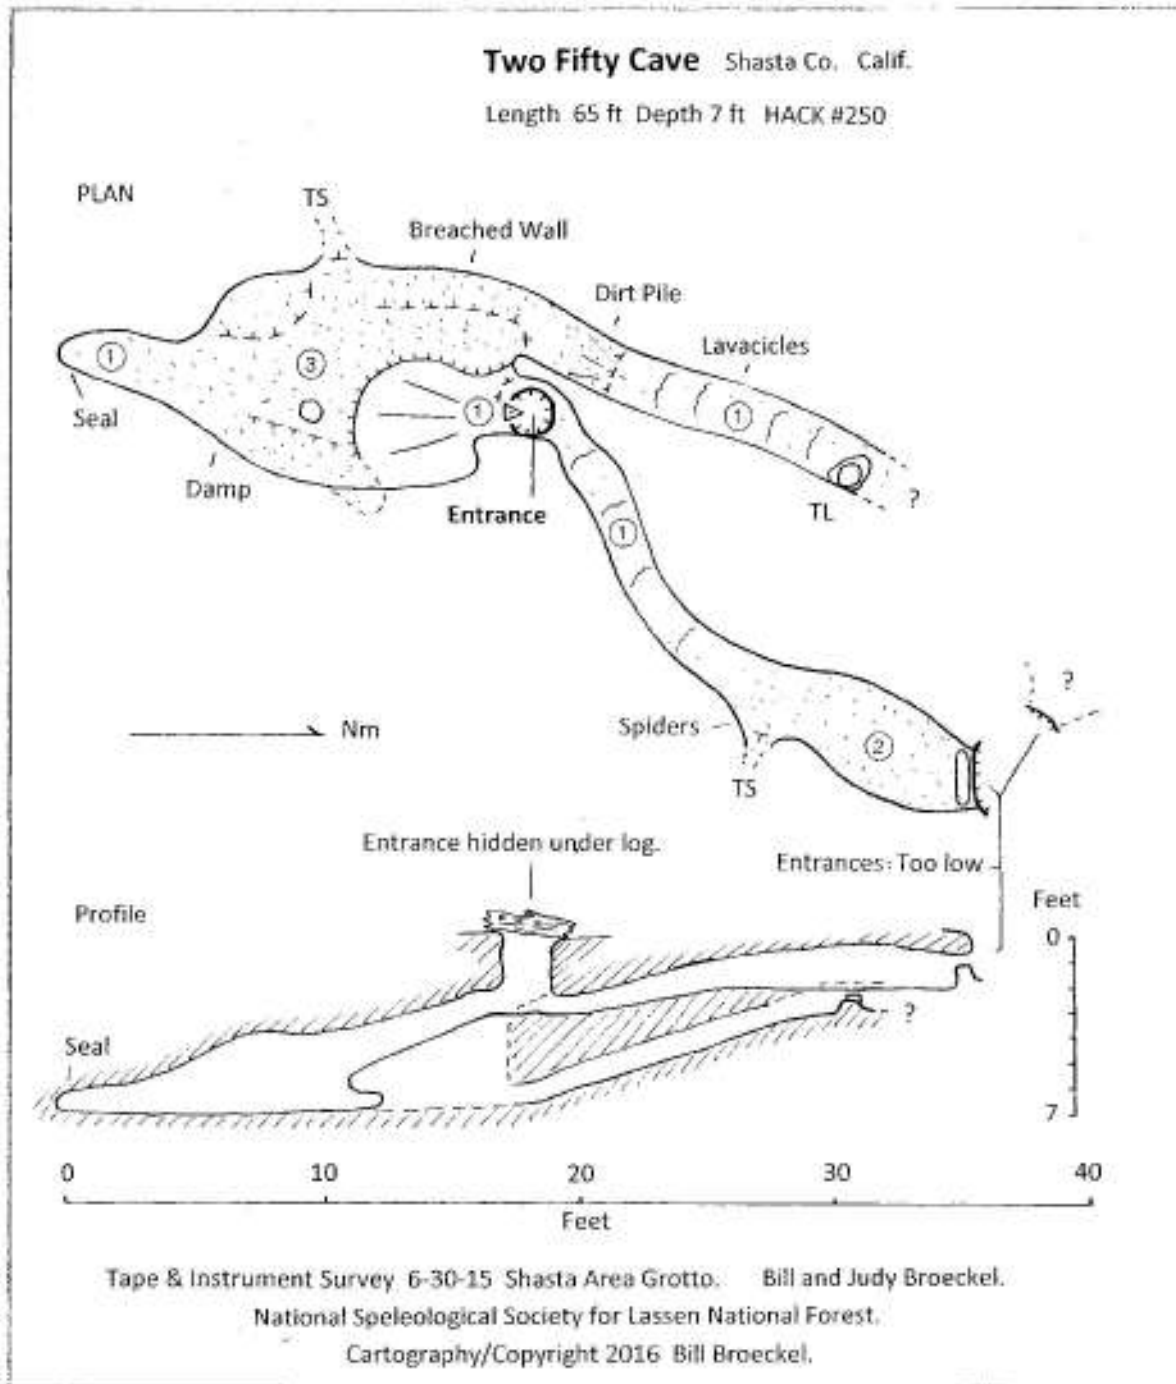 Two Fifty Cave Shasta Co. Calif.
Length 65 ft Depth 7 ft HACK #250
PLAN
TS
Breached Wall
Dirt Pile
Lavacicles
1
3
1
1
Seal
Damp
Entrance
TL
?
1
Nm
Spiders
2
?
TS
Entrance hidden under log.
Entrances: Too low
Profile
Feet
0
Seal
?
7
0 10 20 30 40
Feet
Tape & Instrument Survey 6-30-15 Shasta Area Grotto. Bill and Judy Broeckel.
National Speleological Society for Lassen National Forest.
Cartography/Copyright 2016 Bill Broeckel.